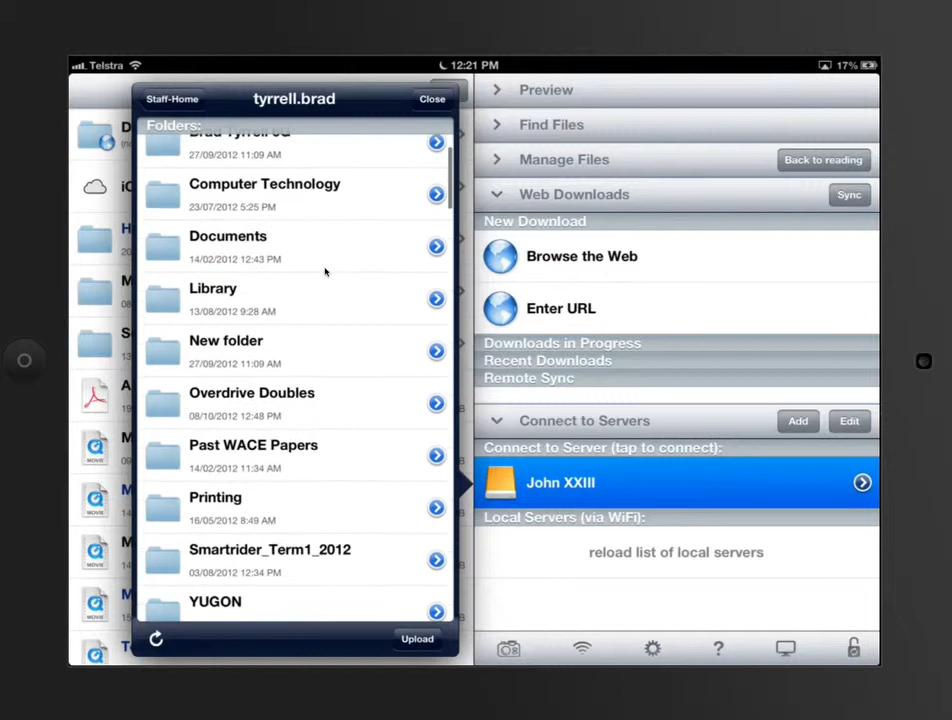 Telstra
12:21 PM
17%
Staff-Home
tyrrell.brad
Close
Folders:
27/09/2012 11:09 AM
Computer Technology
23/07/2012 5:25 PM
Documents
14/02/2012 12:43 PM
Library
13/08/2012 9:28 AM
New folder
27/09/2012 11:09 AM
Overdrive Doubles
08/10/2012 12:48 PM
Past WACE Papers
14/02/2012 11:34 AM
Printing
16/05/2012 8:49 AM
Smartrider_Term1_2012
03/08/2012 12:34 PM
YUGON
Upload
Preview
Find Files
Manage Files
Back to reading
Web Downloads
Sync
New Download
Browse the Web
Enter URL
Downloads in Progress
Recent Downloads
Remote Sync
Connect to Servers
Add
Edit
Connect to Server (tap to connect):
John XXIII
Local Servers (via WiFi):
reload list of local servers
?
MOVIE
MOVIE
MOVIE
MOVIE